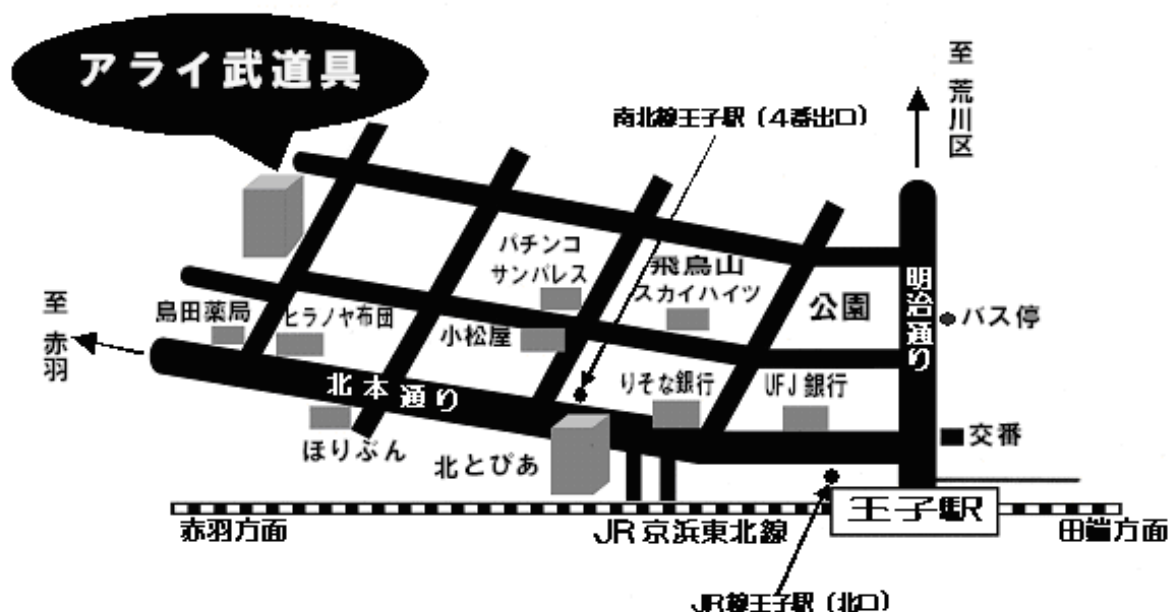 アライ武道具
至 荒川区
南北線王子駅（4番出口）
パチンコ
サンパレス
飛鳥山
スカイハイツ
公園
明治通り
バス停
至 赤羽
島田薬局
ヒラノヤ布団
小松屋
りそな銀行
UFJ銀行
北本通り
交番
ほりぶん
北とぴあ
王子駅
赤羽方面
JR京浜東北線
田端方面
JR線王子駅（北口）